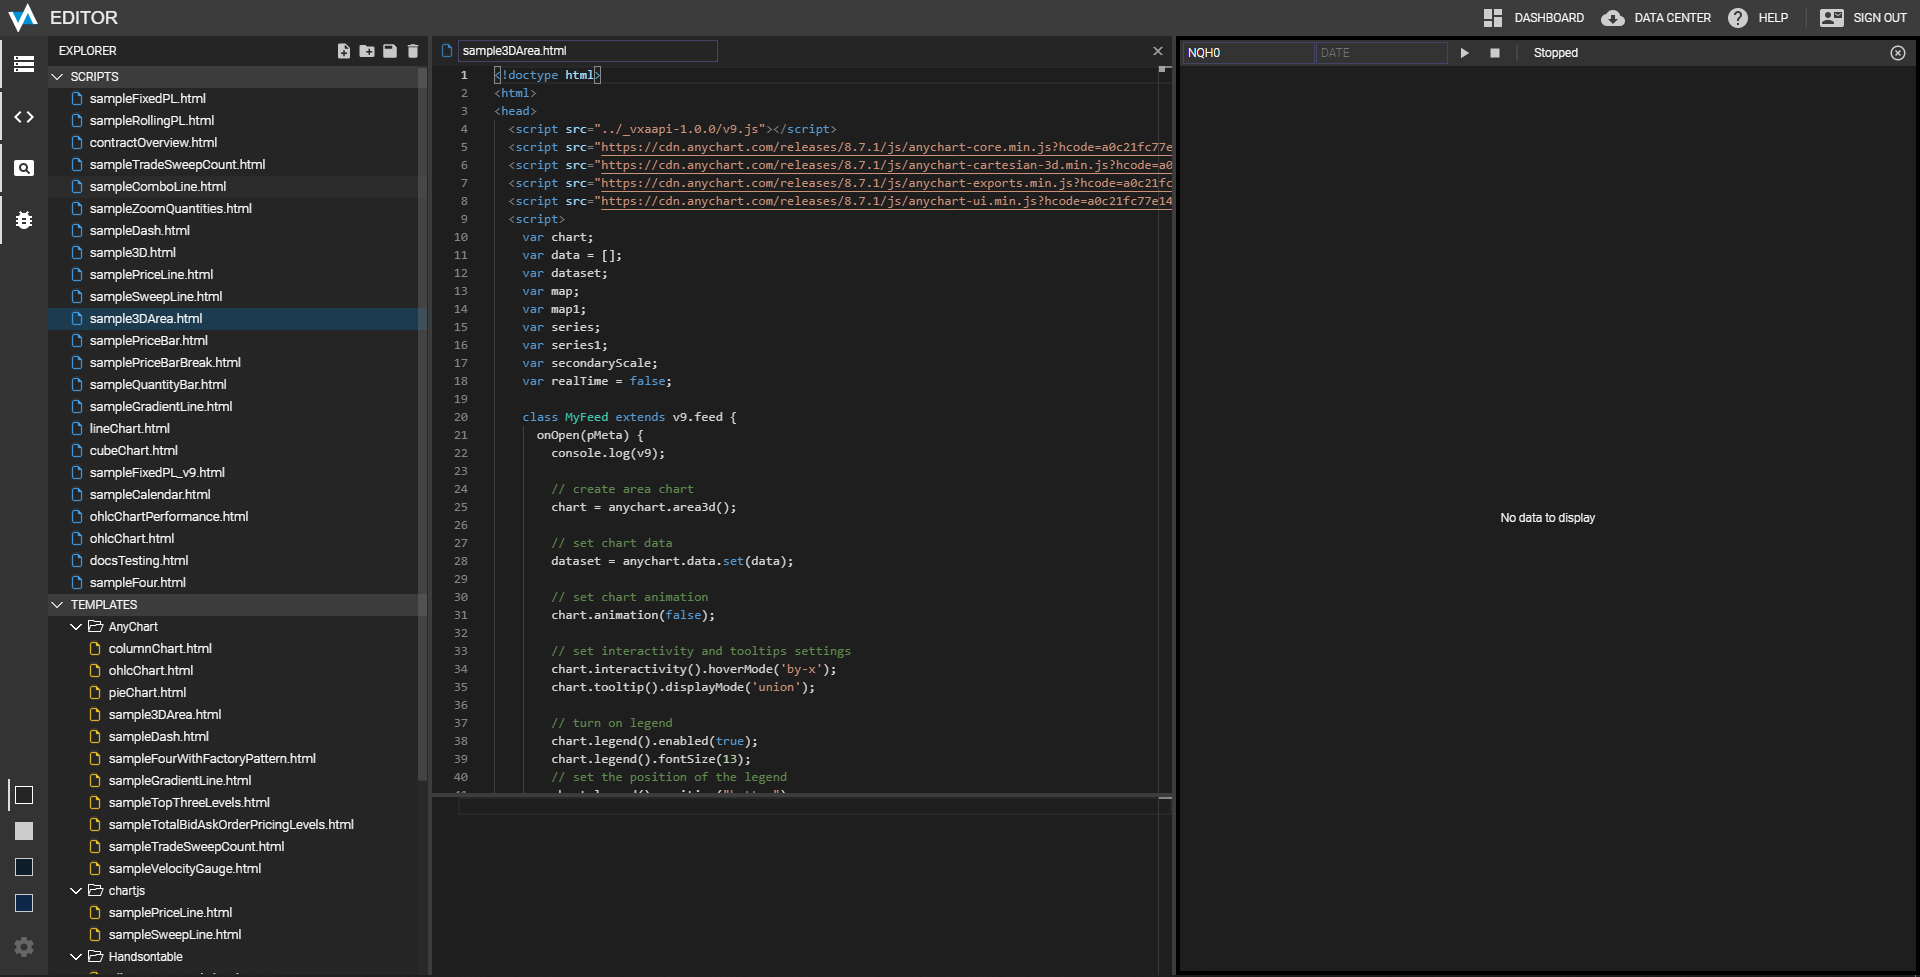 EDITOR
DASHBOARD
DATA CENTER
HELP
SIGN OUT
EXPLORER
SCRIPTS
sampleFixedPL.html
sampleRollingPL.html
contractOverview.html
sampleTradeSweepCount.html
sampleComboLine.html
sampleZoomQuantities.html
sampleDash.html
sample3D.html
samplePriceLine.html
sampleSweepLine.html
sample3DArea.html
samplePriceBar.html
samplePriceBarBreak.html
sampleQuantityBar.html
sampleGradientLine.html
lineChart.html
cubeChart.html
sampleFixedPL_v9.html
sampleCalendar.html
ohlcChartPerformance.html
ohlcChart.html
docsTesting.html
sampleFour.html
TEMPLATES
AnyChart
columnChart.html
ohlcChart.html
pieChart.html
sample3DArea.html
sampleDash.html
sampleFourWithFactoryPattern.html
sampleGradientLine.html
sampleTopThreeLevels.html
sampleTotalBidAskOrderPricingLevels.html
sampleTradeSweepCount.html
sampleVelocityGauge.html
chartjs
samplePriceLine.html
sampleSweepLine.html
Handsontable
sample3DArea.html
1 <!doctype html>
2 <html>
3 <head>
4 <script src="../_vxaapi-1.0.0/v9.js"></script>
5 <script src="https://cdn.anychart.com/releases/8.7.1/js/anychart-core.min.js?hcode=a0c21fc77e
6 <script src="https://cdn.anychart.com/releases/8.7.1/js/anychart-cartesian-3d.min.js?hcode=a0
7 <script src="https://cdn.anychart.com/releases/8.7.1/js/anychart-exports.min.js?hcode=a0c21fc
8 <script src="https://cdn.anychart.com/releases/8.7.1/js/anychart-ui.min.js?hcode=a0c21fc77e14
9 <script>
10 var chart;
11 var data = [];
12 var dataset;
13 var map;
14 var map1;
15 var series;
16 var series1;
17 var secondaryScale;
18 var realTime = false;
19
20 class MyFeed extends v9.feed {
21 onOpen(pMeta) {
22 console.log(v9);
23
24 // create area chart
25 chart = anychart.area3d();
26
27 // set chart data
28 dataset = anychart.data.set(data);
29
30 // set chart animation
31 chart.animation(false);
32
33 // set interactivity and tooltips settings
34 chart.interactivity().hoverMode('by-x');
35 chart.tooltip().displayMode('union');
36
37 // turn on legend
38 chart.legend().enabled(true);
39 chart.legend().fontSize(13);
40 // set the position of the legend
NQH0
DATE
Stopped
No data to display